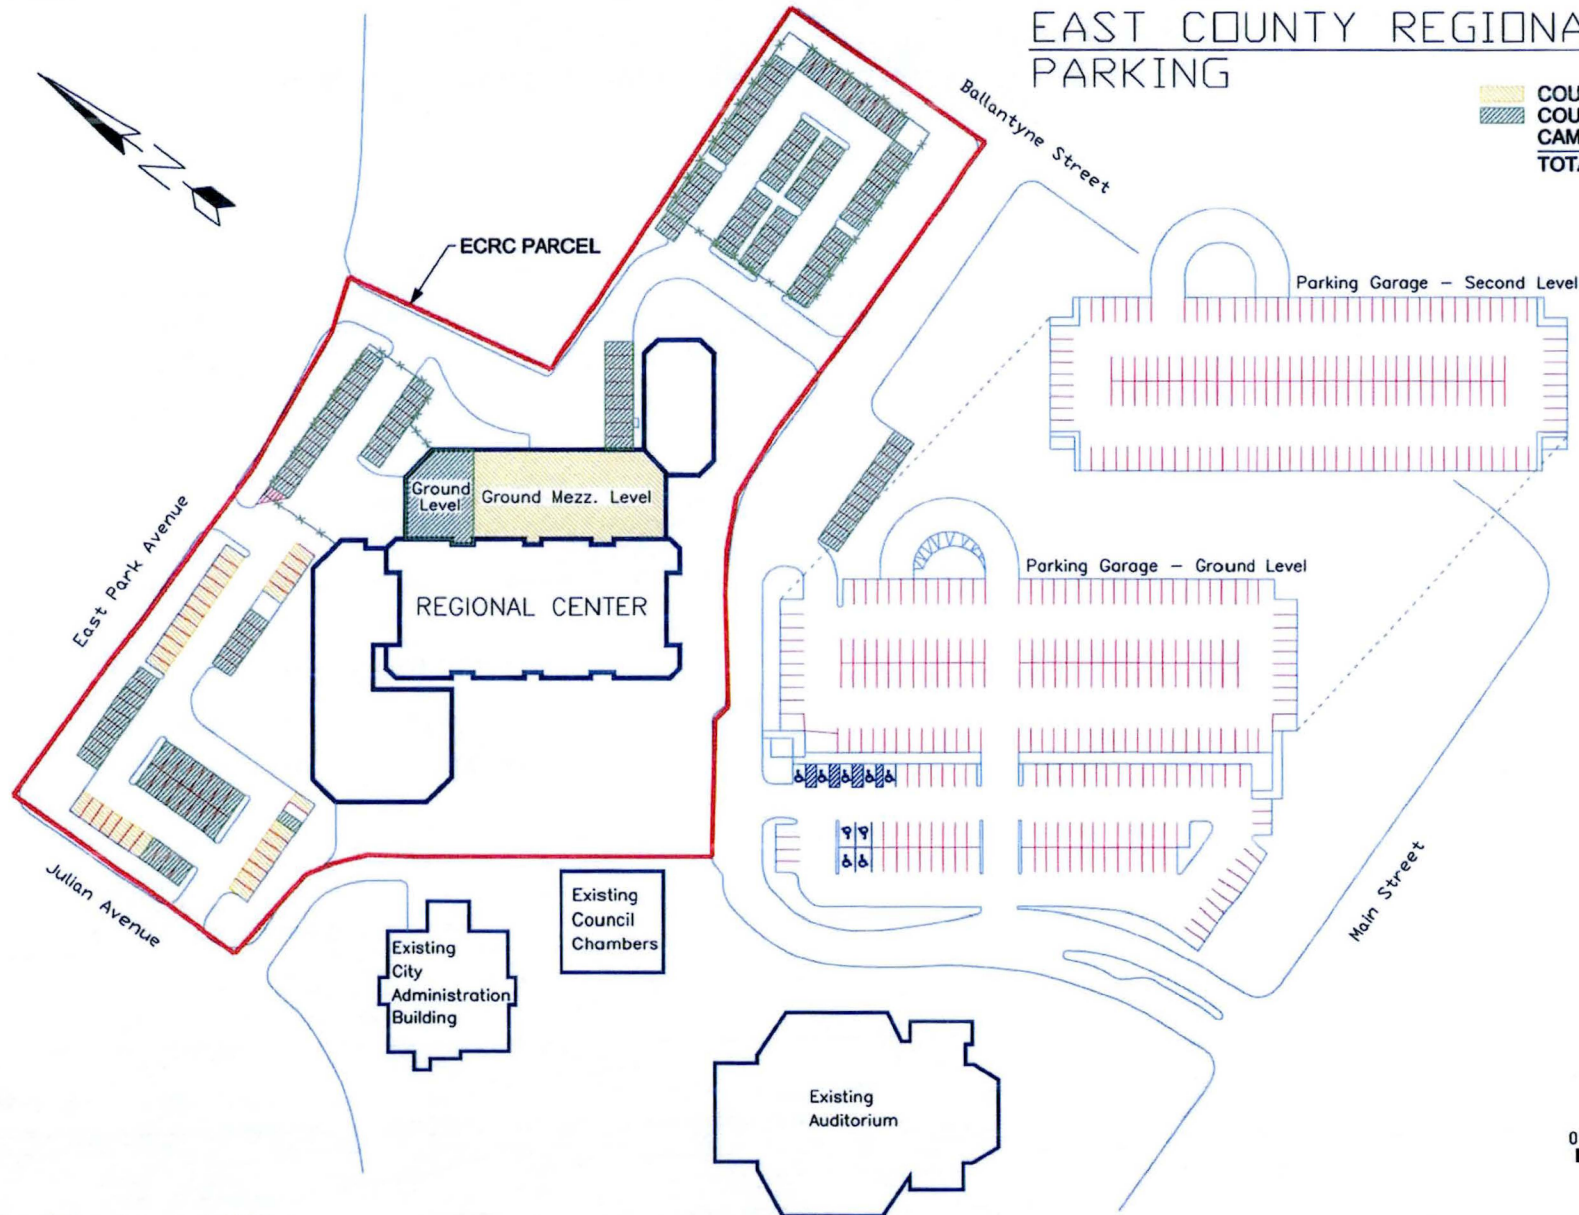 EAST COUNTY REGIONA
PARKING
COU
COU
CAM
TOTA
Ballantyne Street
N
ECRC PARCEL
Parking Garage – Second Level
Ground
Level
Ground Mezz. Level
East Park Avenue
Parking Garage – Ground Level
REGIONAL CENTER
Julian Avenue
Main Street
Existing
Council
Chambers
Existing
City
Administration
Building
Existing
Auditorium
0